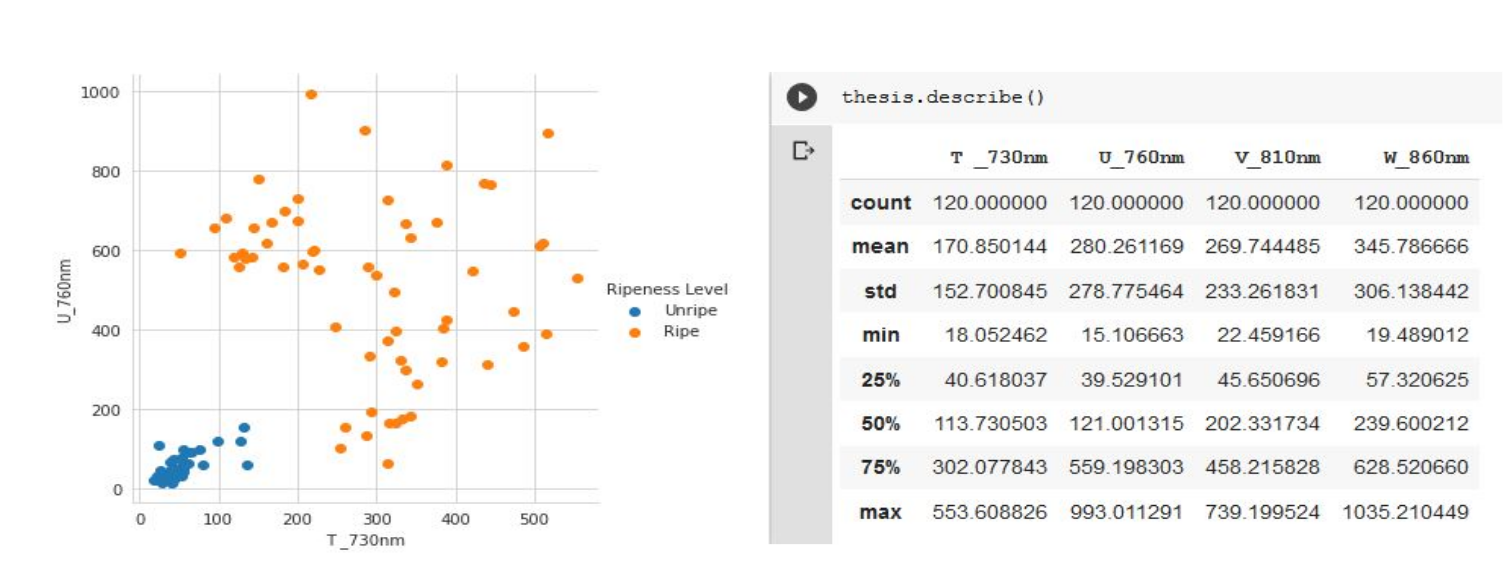 1000
800
600
400
200
0
U_760nm
0 100 200 300 400 500
T _730nm
Ripeness Level
Unripe
Ripe
thesis.describe()
T _730nm U_760nm V_810nm W_860nm
count 120.000000 120.000000 120.000000 120.000000
mean 170.850144 280.261169 269.744485 345.786666
std 152.700845 278.775464 233.261831 306.138442
min 18.052462 15.106663 22.459166 19.489012
25% 40.618037 39.529101 45.650696 57.320625
50% 113.730503 121.001315 202.331734 239.600212
75% 302.077843 559.198303 458.215828 628.520660
max 553.608826 993.011291 739.199524 1035.210449